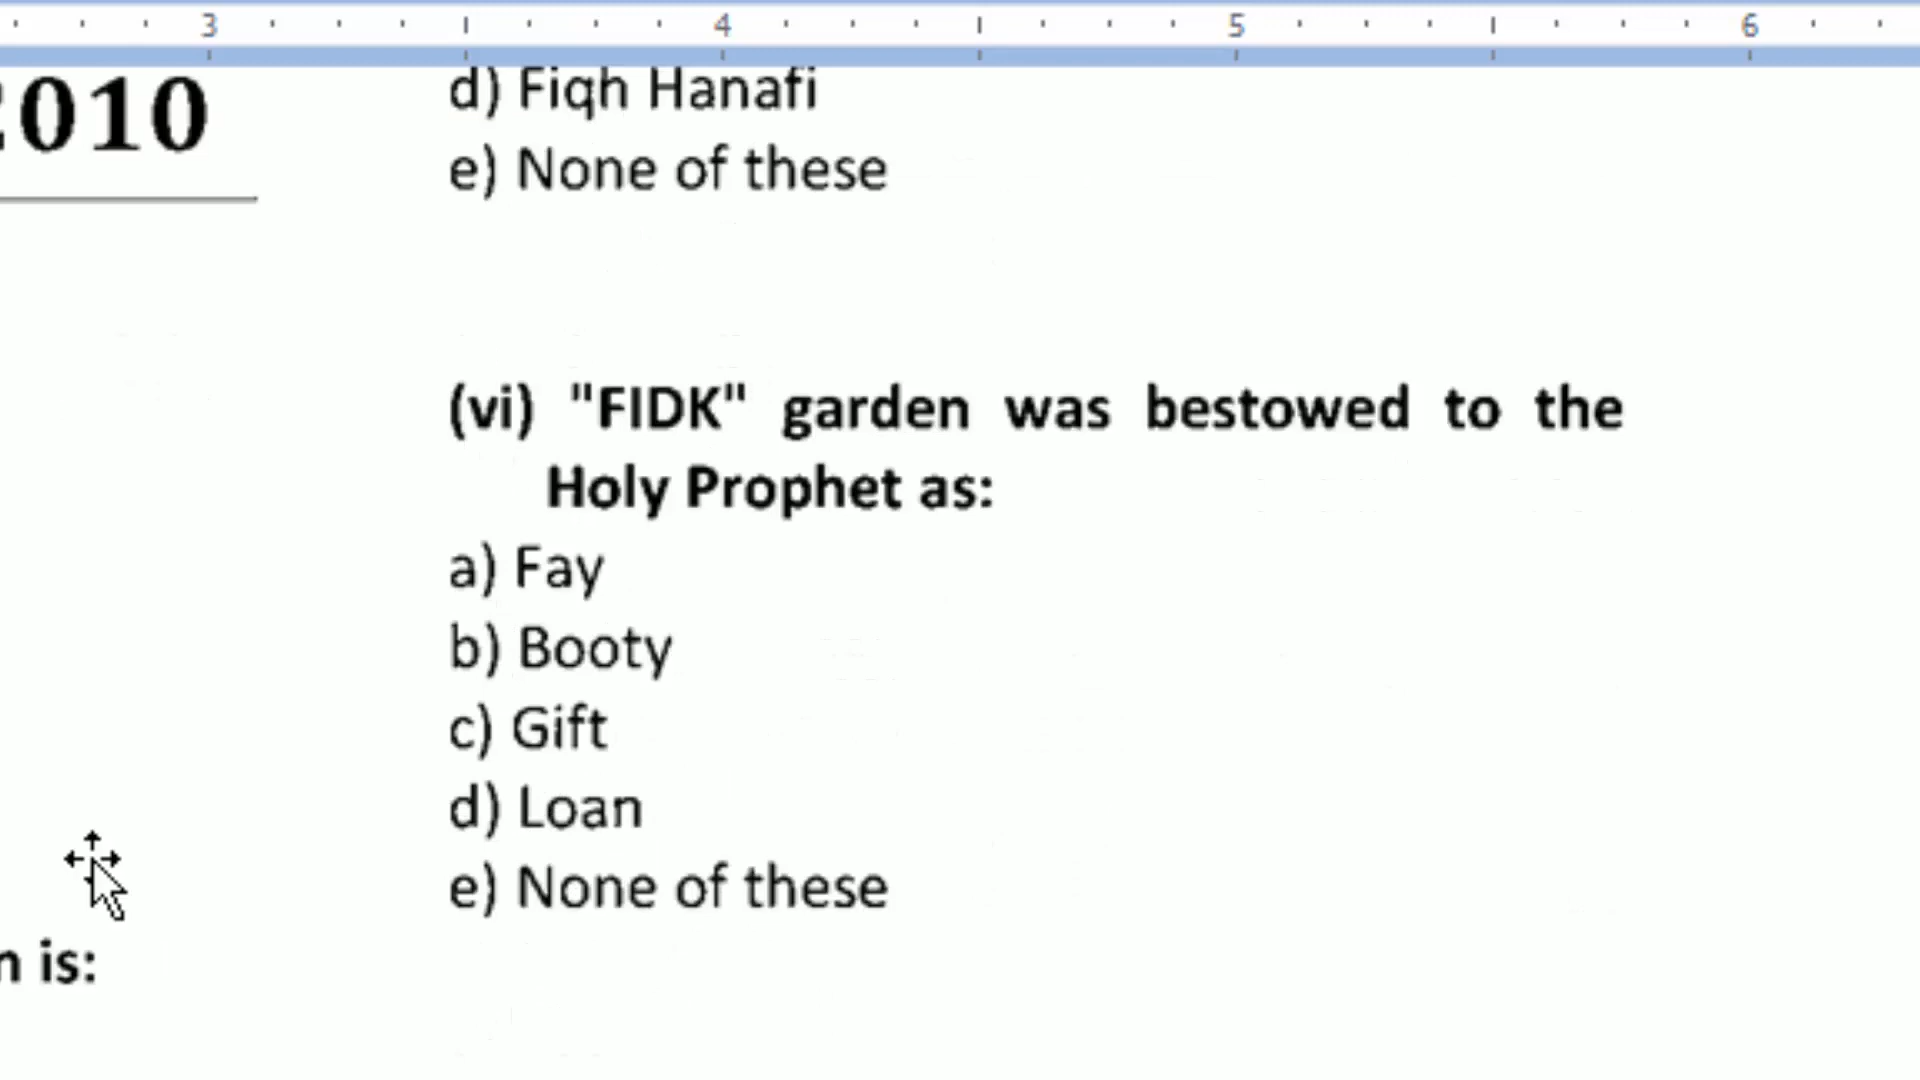 3 4 5 6
2010
n is:
d) Fiqh Hanafi
e) None of these
(vi) "FIDK" garden was bestowed to the
Holy Prophet as:
a) Fay
b) Booty
c) Gift
d) Loan
e) None of these